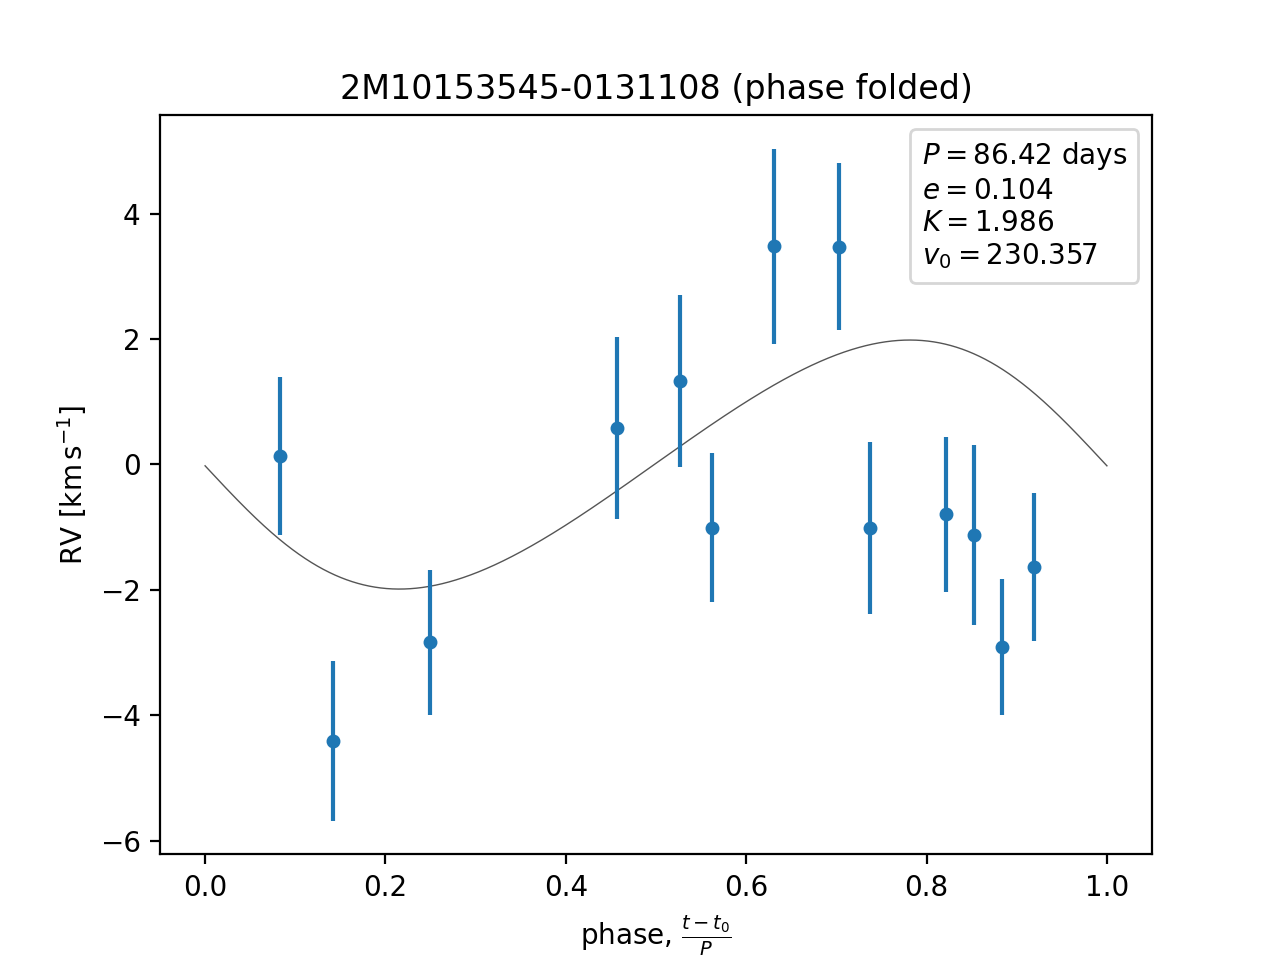 2M10153545-0131108 (phase folded)
P = 86.42 days
e = 0.104
K = 1.986
v₀ = 230.357
4
2
0
−2
−4
−6
RV [km s⁻¹]
0.0 0.2 0.4 0.6 0.8 1.0
phase, (t − t₀)/P